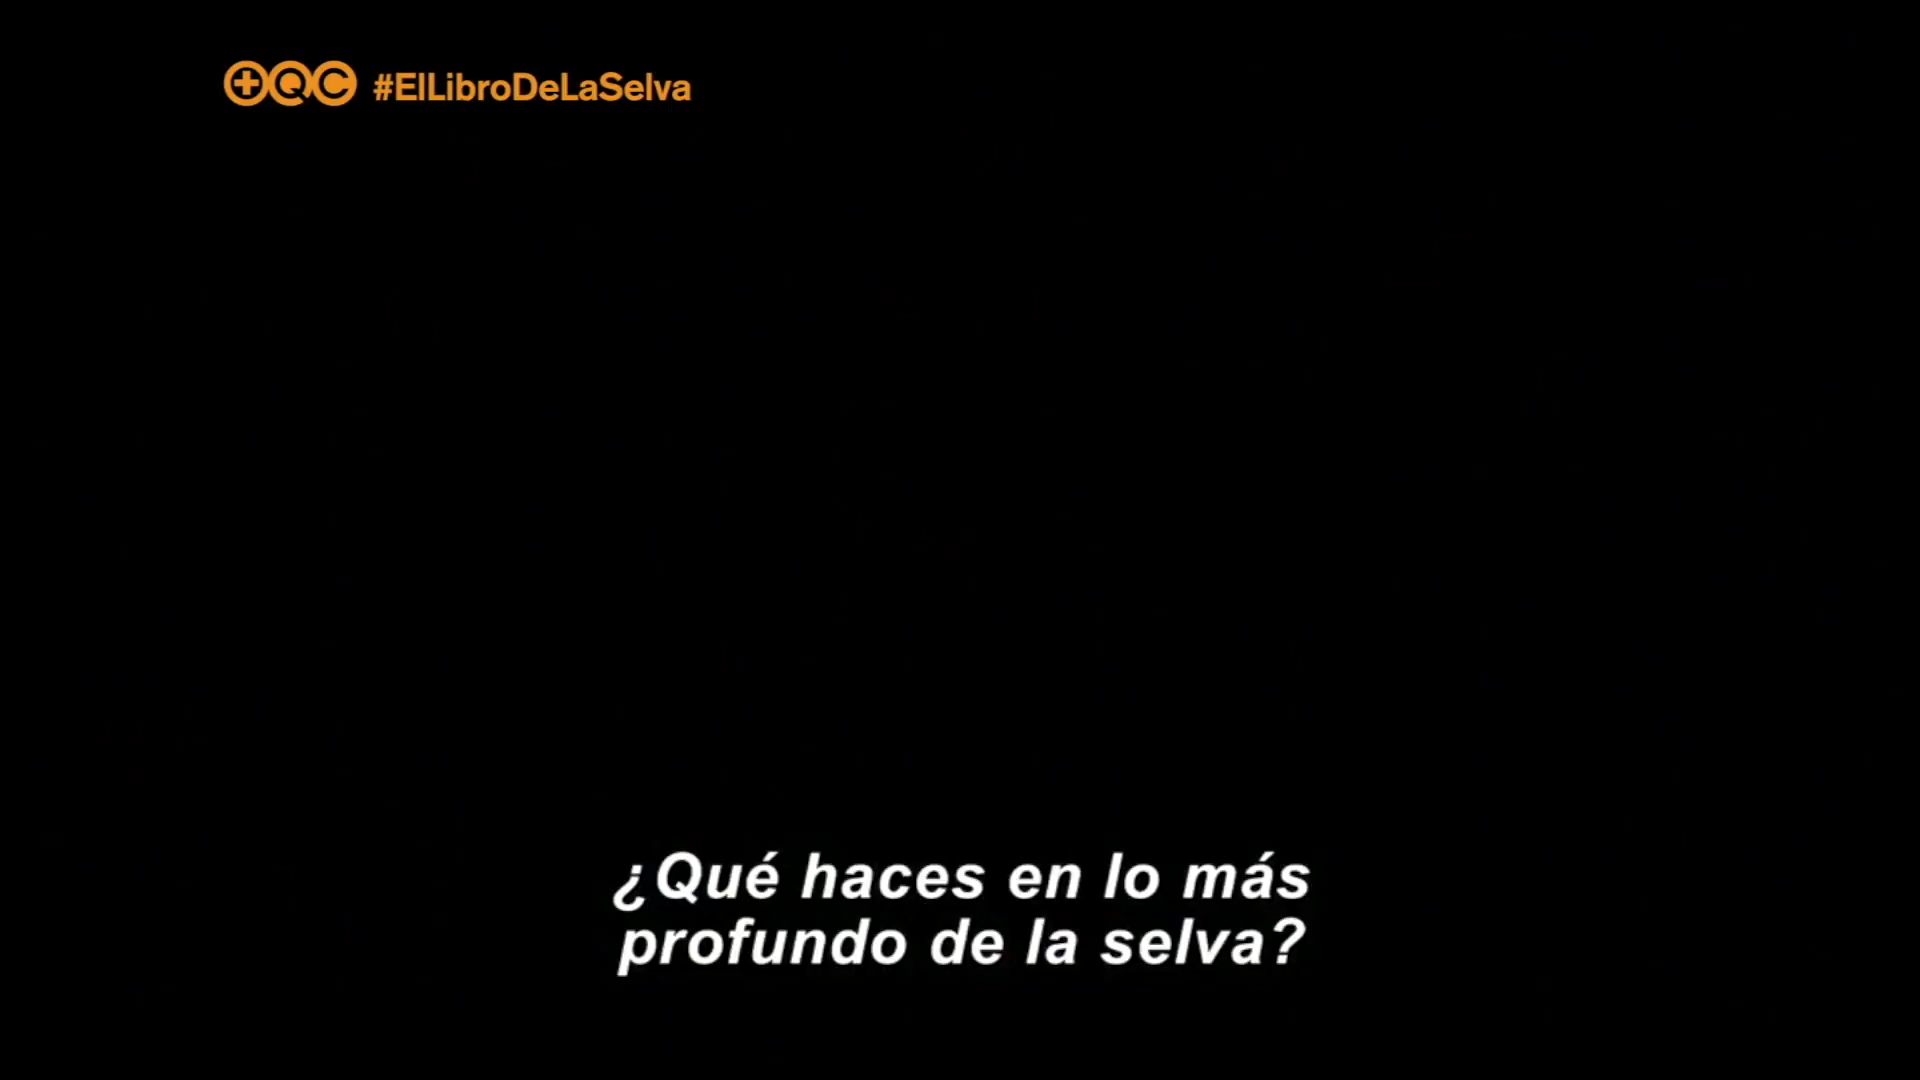 +QC #ElLibroDeLaSelva
¿Qué haces en lo más
profundo de la selva?